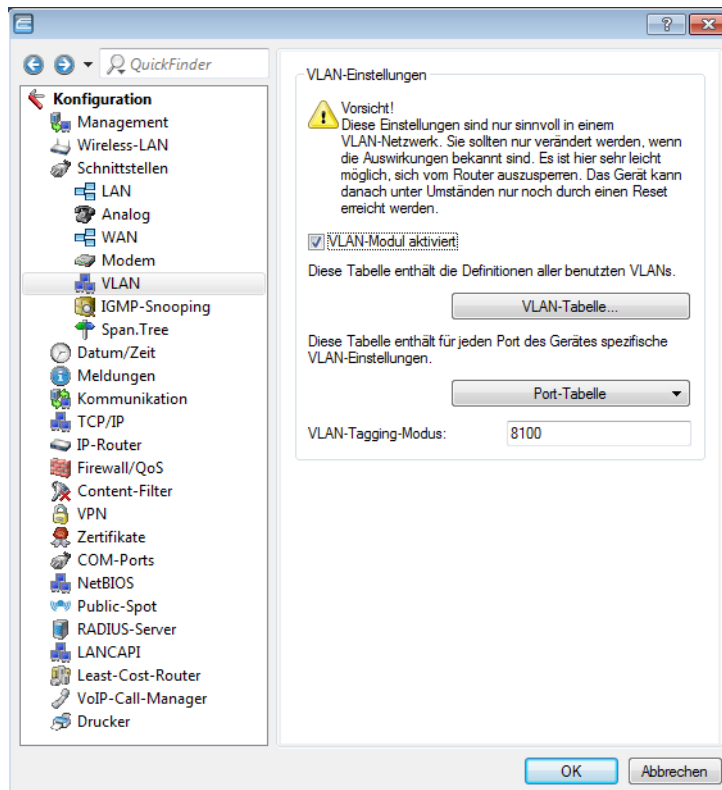 QuickFinder
Konfiguration
Management
Wireless-LAN
Schnittstellen
LAN
Analog
WAN
Modem
VLAN
IGMP-Snooping
Span.Tree
Datum/Zeit
Meldungen
Kommunikation
TCP/IP
IP-Router
Firewall/QoS
Content-Filter
VPN
Zertifikate
COM-Ports
NetBIOS
Public-Spot
RADIUS-Server
LANCAPI
Least-Cost-Router
VoIP-Call-Manager
Drucker
VLAN-Einstellungen
Vorsicht!
Diese Einstellungen sind nur sinnvoll in einem
VLAN-Netzwerk. Sie sollten nur verändert werden, wenn
die Auswirkungen bekannt sind. Es ist hier sehr leicht
möglich, sich vom Router auszusperren. Das Gerät kann
danach unter Umständen nur noch durch einen Reset
erreicht werden.
VLAN-Modul aktiviert
Diese Tabelle enthält die Definitionen aller benutzten VLANs.
VLAN-Tabelle...
Diese Tabelle enthält für jeden Port des Gerätes spezifische
VLAN-Einstellungen.
Port-Tabelle
VLAN-Tagging-Modus: 8100
OK Abbrechen